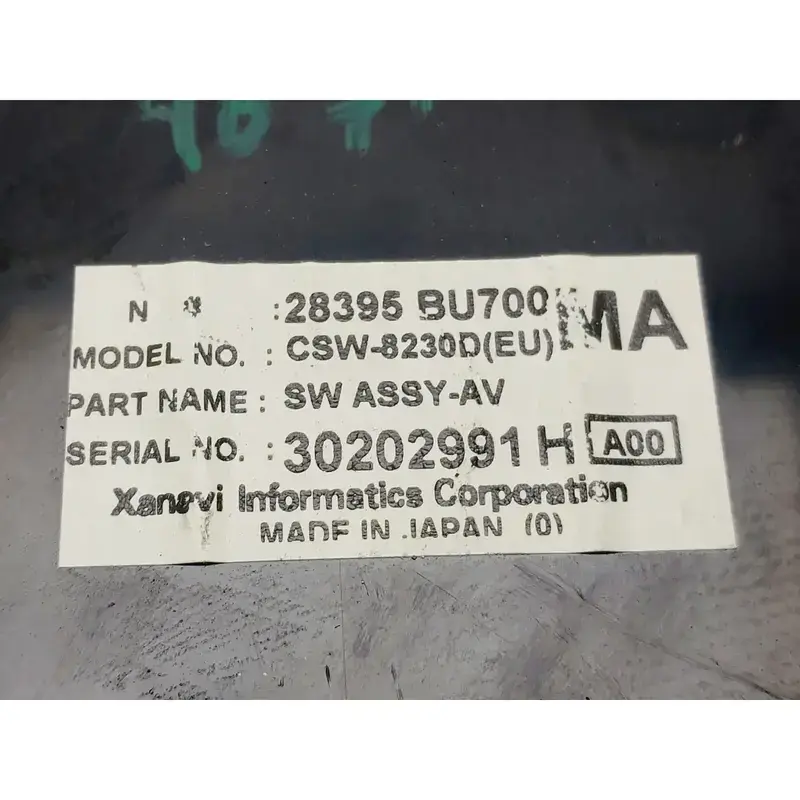 N :28395 BU700 MA
MODEL NO. : CSW-8230D(EU)
PART NAME : SW ASSY-AV
SERIAL NO. : 30202991 H A00
Xanavi Informatics Corporation
MADE IN JAPAN (0)